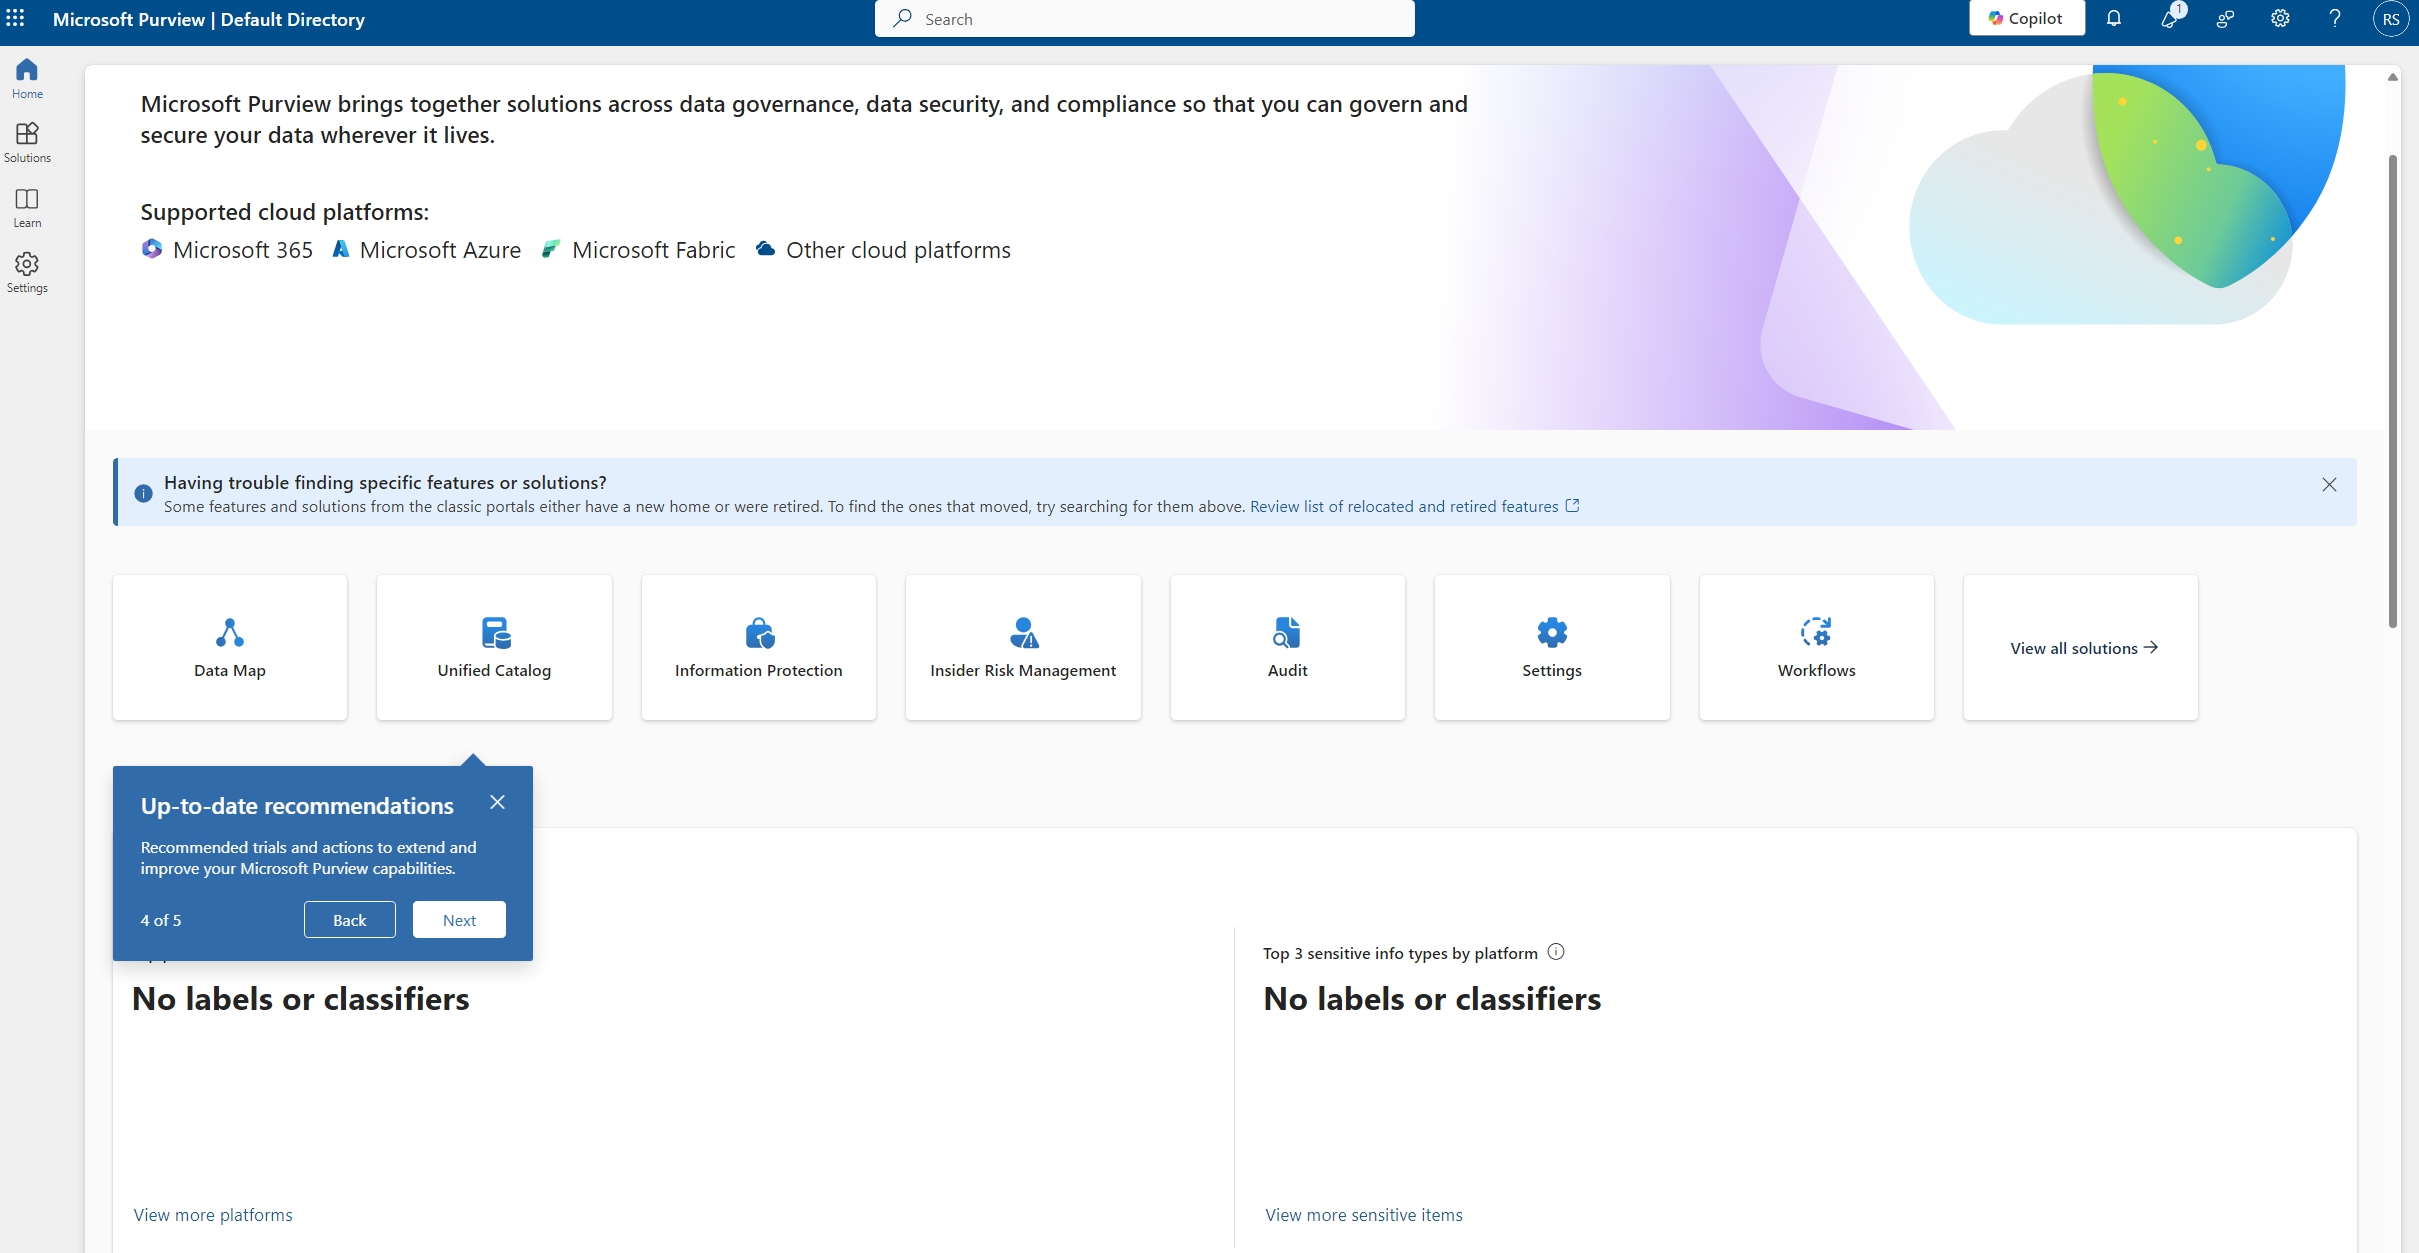 Microsoft Purview | Default Directory
Search
Copilot
1
RS
Home
Solutions
Learn
Settings
Microsoft Purview brings together solutions across data governance, data security, and compliance so that you can govern and
secure your data wherever it lives.
Supported cloud platforms:
Microsoft 365 Microsoft Azure Microsoft Fabric Other cloud platforms
Having trouble finding specific features or solutions?
Some features and solutions from the classic portals either have a new home or were retired. To find the ones that moved, try searching for them above. Review list of relocated and retired features
Data Map
Unified Catalog
Information Protection
Insider Risk Management
Audit
Settings
Workflows
View all solutions
Up-to-date recommendations
Recommended trials and actions to extend and
improve your Microsoft Purview capabilities.
4 of 5
Back
Next
No labels or classifiers
View more platforms
Top 3 sensitive info types by platform
No labels or classifiers
View more sensitive items